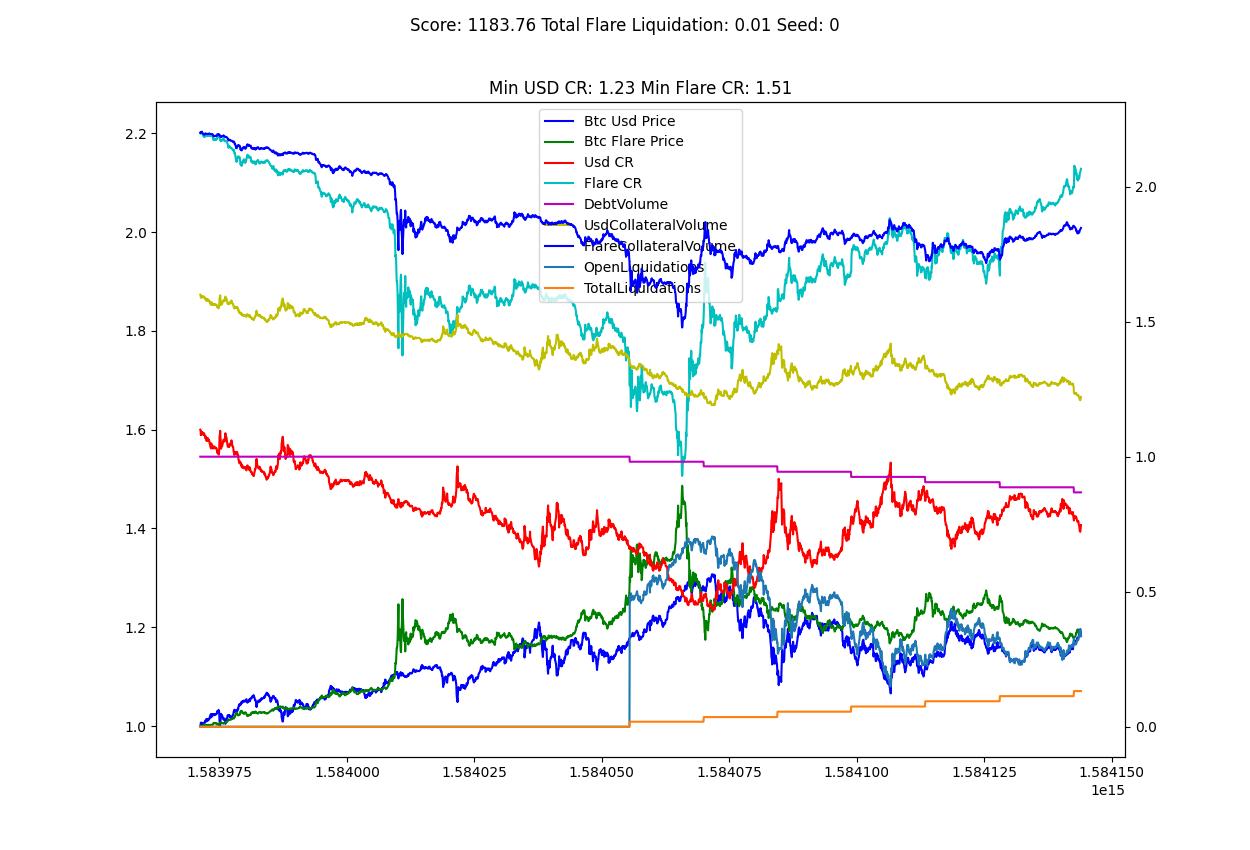 Score: 1183.76 Total Flare Liquidation: 0.01 Seed: 0
Min USD CR: 1.23 Min Flare CR: 1.51
Btc Usd Price
Btc Flare Price
Usd CR
Flare CR
DebtVolume
UsdCollateralVolume
FlareCollateralVolume
OpenLiquidations
TotalLiquidations
2.2
2.0
1.8
1.6
1.4
1.2
1.0
2.0
1.5
1.0
0.5
0.0
1.583975 1.584000 1.584025 1.584050 1.584075 1.584100 1.584125 1.584150
1e15